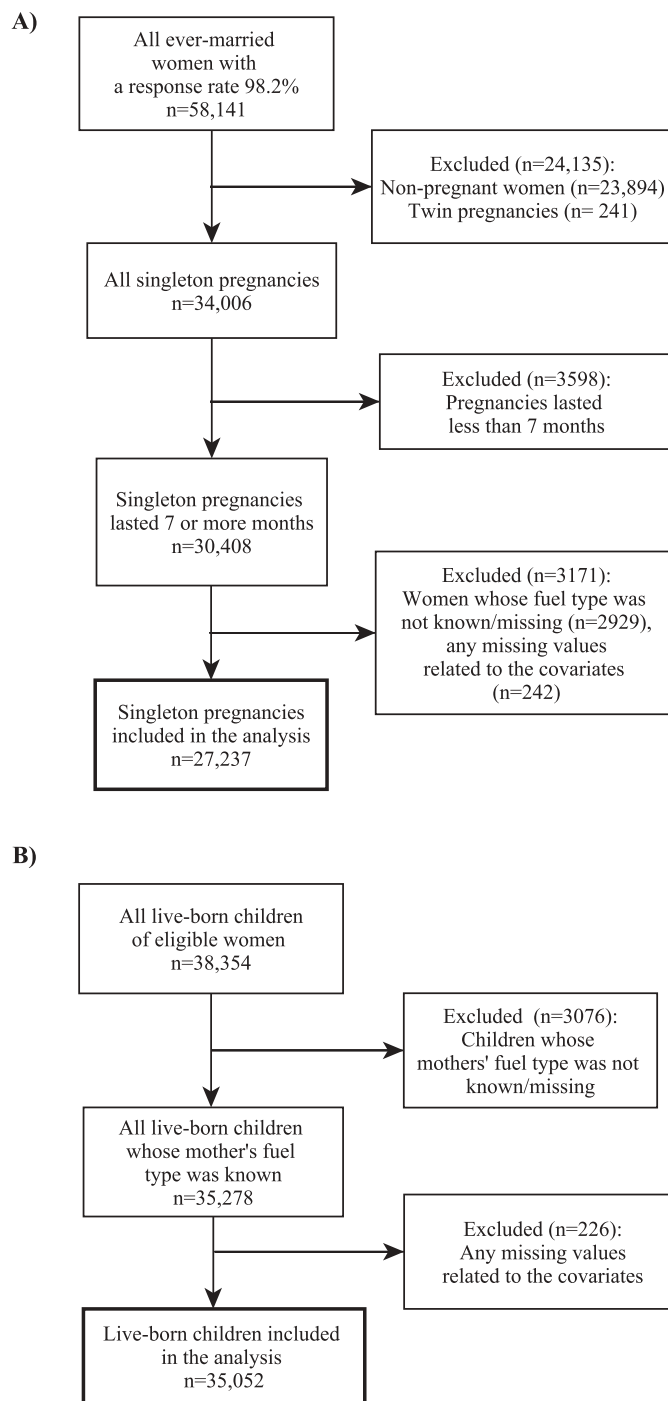 A)
All ever-married
women with
a response rate 98.2%
n=58,141
Excluded (n=24,135):
Non-pregnant women (n=23,894)
Twin pregnancies (n= 241)
All singleton pregnancies
n=34,006
Excluded (n=3598):
Pregnancies lasted
less than 7 months
Singleton pregnancies
lasted 7 or more months
n=30,408
Excluded (n=3171):
Women whose fuel type was
not known/missing (n=2929),
any missing values
related to the covariates
(n=242)
Singleton pregnancies
included in the analysis
n=27,237
B)
All live-born children
of eligible women
n=38,354
Excluded (n=3076):
Children whose
mothers' fuel type was not
known/missing
All live-born children
whose mother's fuel
type was known
n=35,278
Excluded (n=226):
Any missing values
related to the covariates
Live-born children included
in the analysis
n=35,052